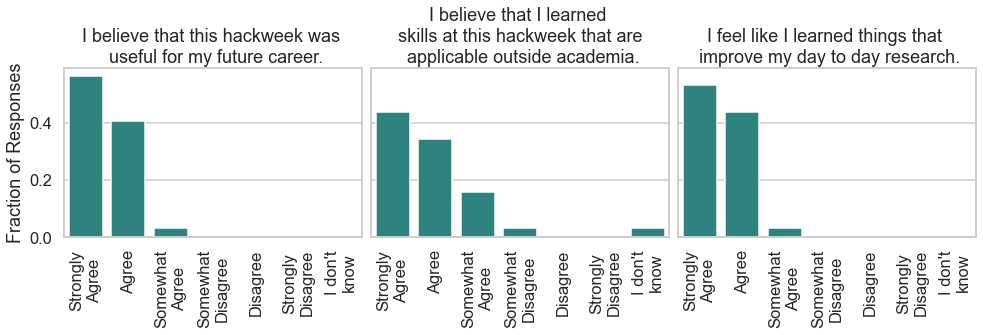 I believe that this hackweek was
useful for my future career.
I believe that I learned
skills at this hackweek that are
applicable outside academia.
I feel like I learned things that
improve my day to day research.
Fraction of Responses
0.4
0.2
0.0
Strongly
Agree
Agree
Somewhat
Agree
Somewhat
Disagree
Disagree
Strongly
Disagree
I don't
know
Strongly
Agree
Agree
Somewhat
Agree
Somewhat
Disagree
Disagree
Strongly
Disagree
I don't
know
Strongly
Agree
Agree
Somewhat
Agree
Somewhat
Disagree
Disagree
Strongly
Disagree
I don't
know